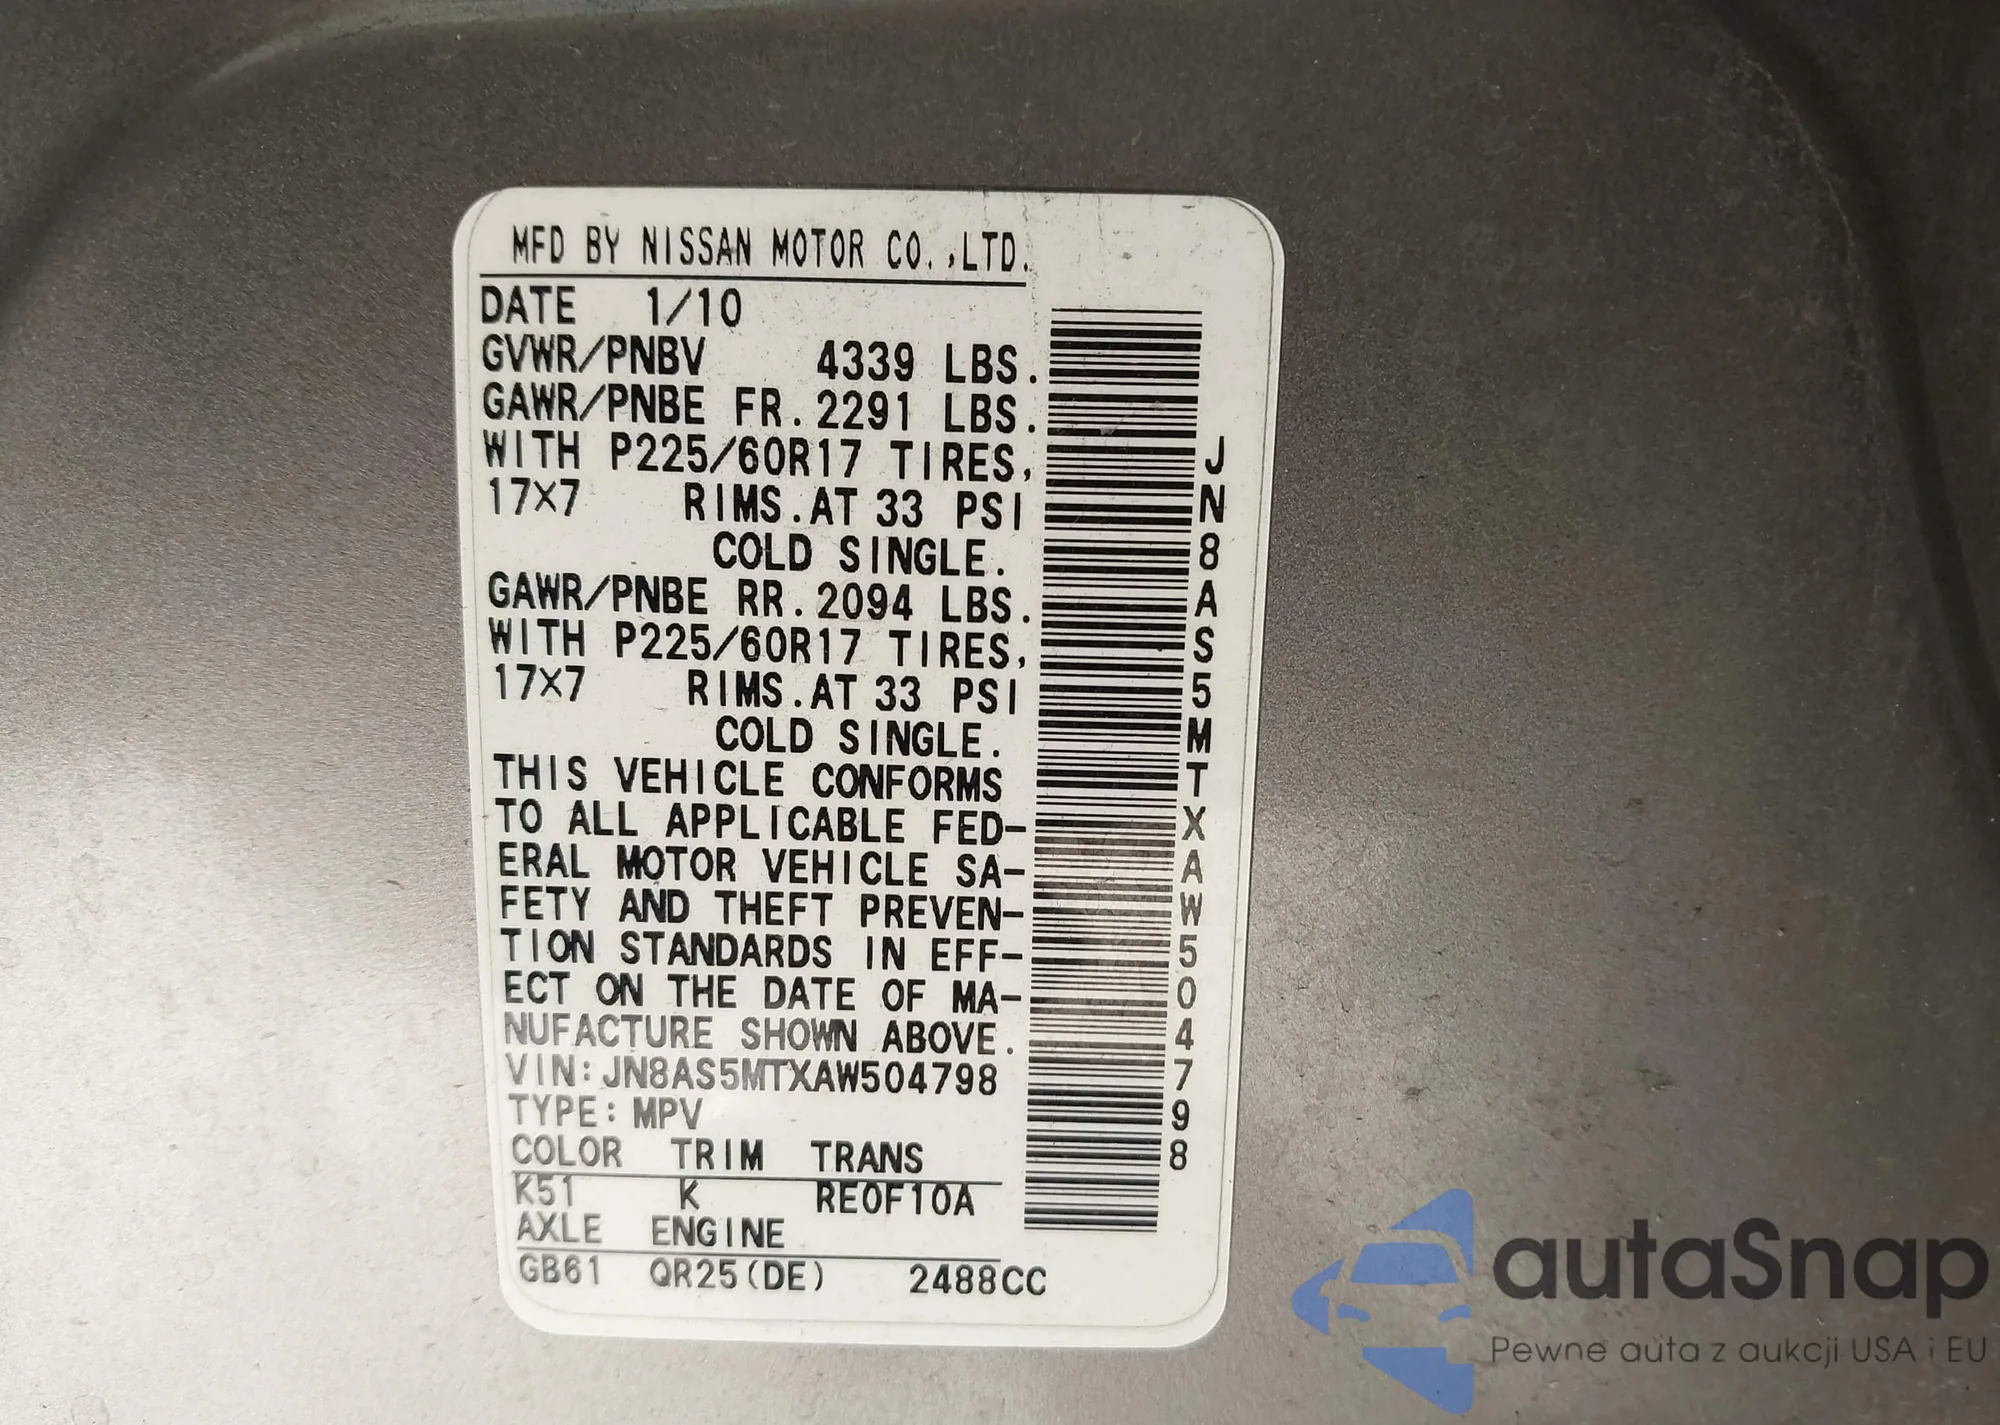 MFD BY NISSAN MOTOR CO.,LTD.
DATE 1/10
GVWR/PNBV 4339 LBS.
GAWR/PNBE FR.2291 LBS.
WITH P225/60R17 TIRES,
17X7 RIMS.AT 33 PSI
COLD SINGLE.
GAWR/PNBE RR.2094 LBS.
WITH P225/60R17 TIRES,
17X7 RIMS.AT 33 PSI
COLD SINGLE.
THIS VEHICLE CONFORMS
TO ALL APPLICABLE FED-
ERAL MOTOR VEHICLE SA-
FETY AND THEFT PREVEN-
TION STANDARDS IN EFF-
ECT ON THE DATE OF MA-
NUFACTURE SHOWN ABOVE.
VIN:JN8AS5MTXAW504798
TYPE:MPV
COLOR TRIM TRANS
K51 K RE0F10A
AXLE ENGINE
GB61 QR25(DE) 2488CC
JN8AS5MTXAW504798
autaSnap
Pewne auta z aukcji USA i EU